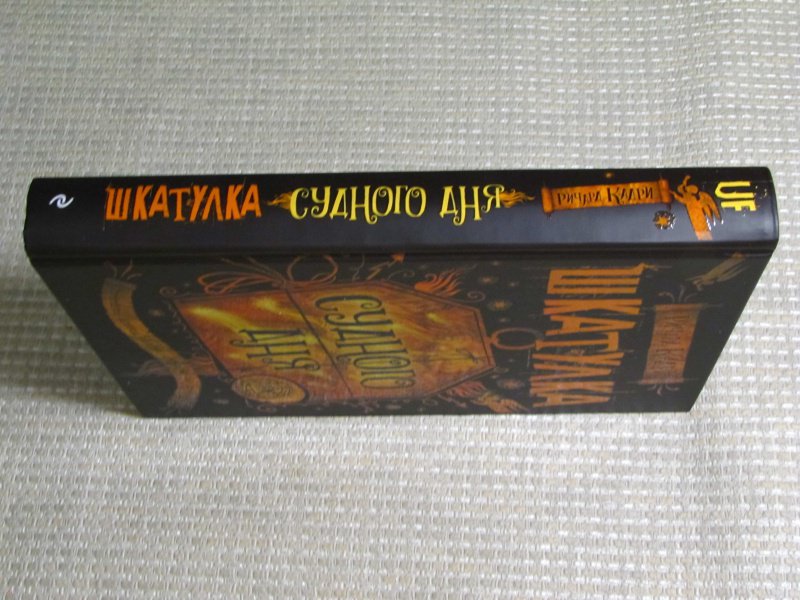 ШКАТУЛКА СУДНОГО ДНЯ
РИЧАРД КАДРИ
UF
ШКАТУЛКА
СУДНОГО
ДНЯ